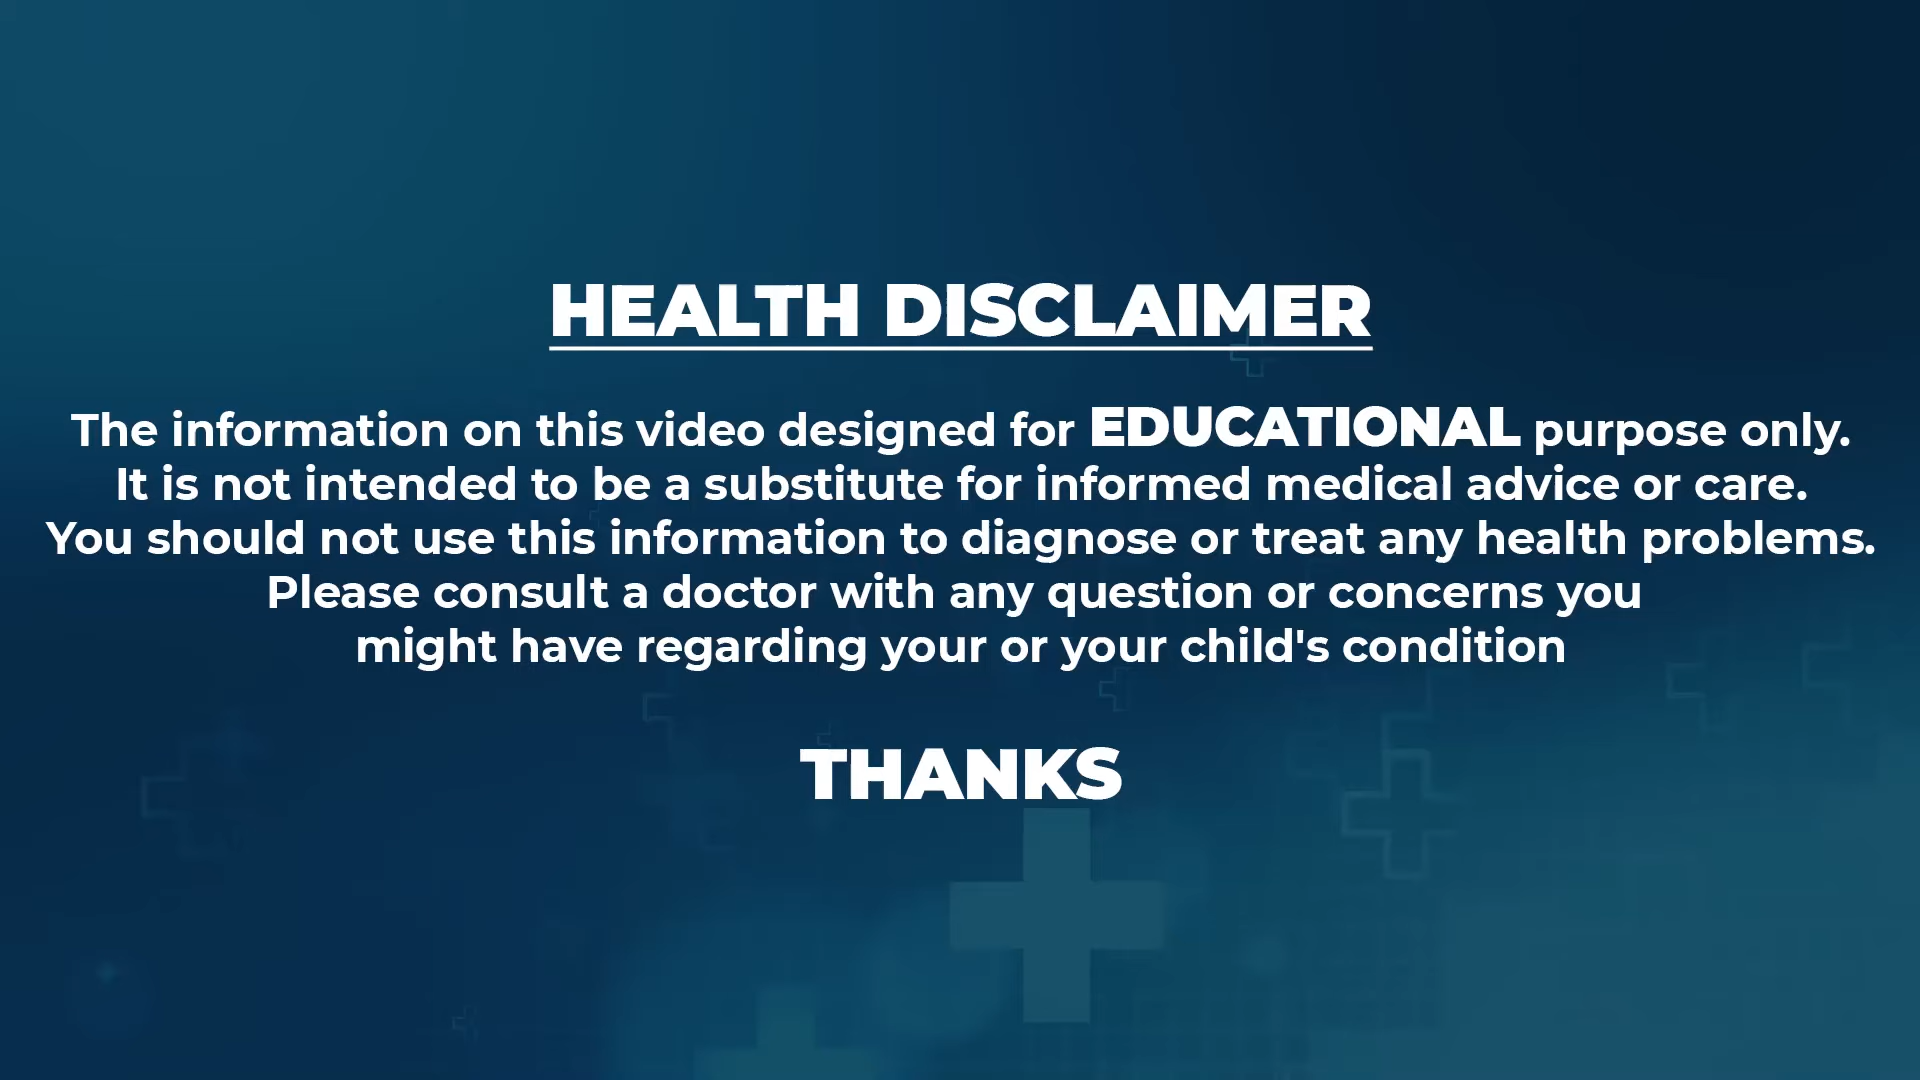 HEALTH DISCLAIMER
The information on this video designed for EDUCATIONAL purpose only.
It is not intended to be a substitute for informed medical advice or care.
You should not use this information to diagnose or treat any health problems.
Please consult a doctor with any question or concerns you
might have regarding your or your child's condition
THANKS